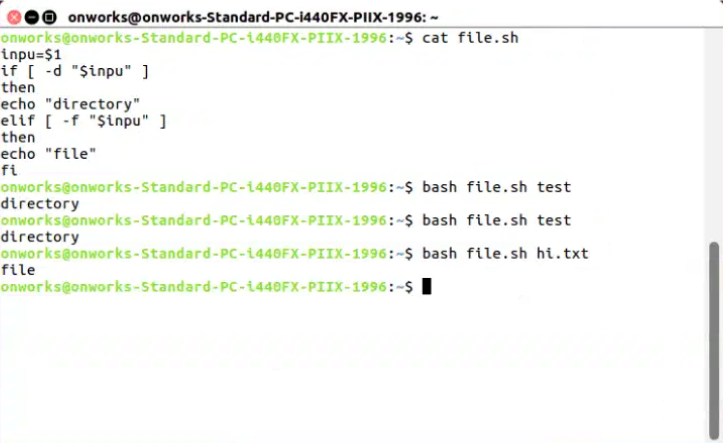 onworks@onworks-Standard-PC-i440FX-PIIX-1996: ~
onworks@onworks-Standard-PC-i440FX-PIIX-1996:~$ cat file.sh
inpu=$1
if [ -d "$inpu" ]
then
echo "directory"
elif [ -f "$inpu" ]
then
echo "file"
fi
onworks@onworks-Standard-PC-i440FX-PIIX-1996:~$ bash file.sh test
directory
onworks@onworks-Standard-PC-i440FX-PIIX-1996:~$ bash file.sh test
directory
onworks@onworks-Standard-PC-i440FX-PIIX-1996:~$ bash file.sh hi.txt
file
onworks@onworks-Standard-PC-i440FX-PIIX-1996:~$